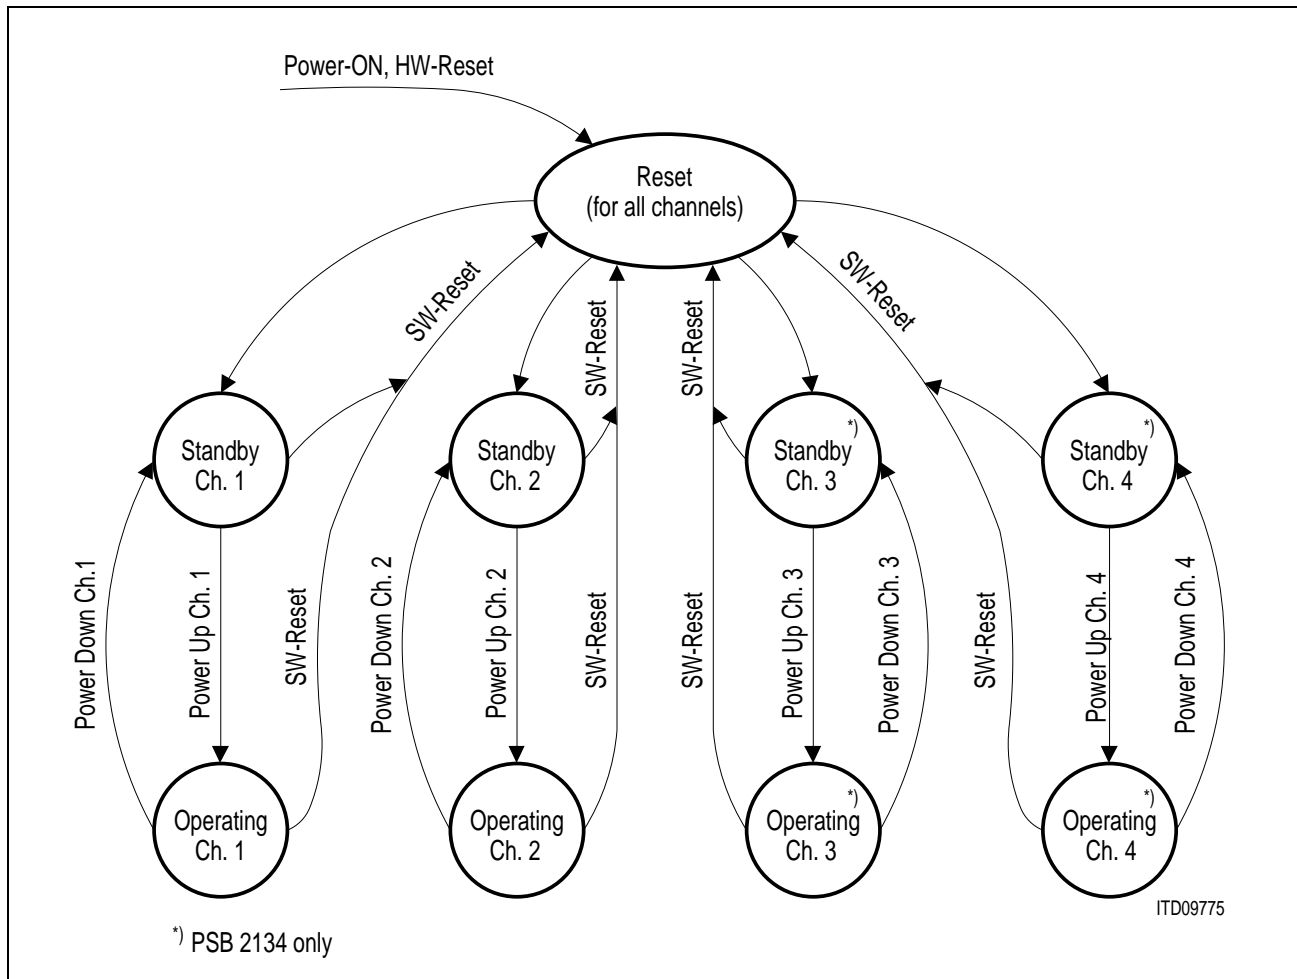 Power-ON, HW-Reset
Reset
(for all channels)
SW-Reset
SW-Reset
SW-Reset
SW-Reset
Standby
Ch. 1
Standby
Ch. 2
*)
Standby
Ch. 3
*)
Standby
Ch. 4
Power Down Ch.1
Power Up Ch. 1
SW-Reset
Power Down Ch. 2
Power Up Ch. 2
SW-Reset
SW-Reset
Power Up Ch. 3
Power Down Ch. 3
SW-Reset
Power Up Ch. 4
Power Down Ch. 4
Operating
Ch. 1
Operating
Ch. 2
*)
Operating
Ch. 3
*)
Operating
Ch. 4
ITD09775
*) PSB 2134 only